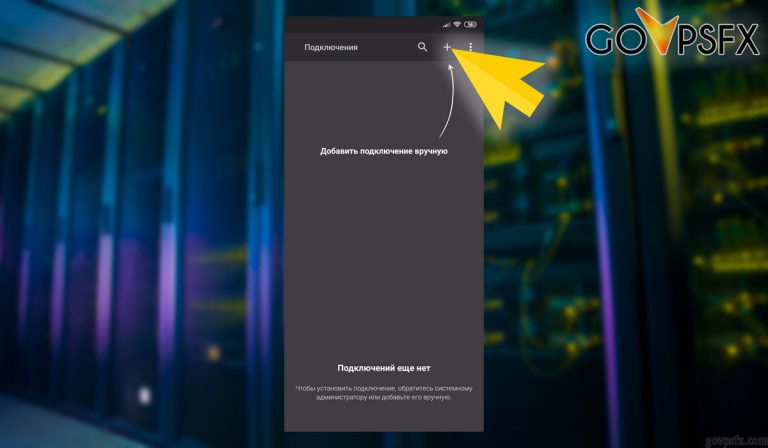 GOVPSFX
Подключения
Добавить подключение вручную
Подключений еще нет
Чтобы установить подключение, обратитесь системному
администратору или добавьте его вручную.
govpsfx.com